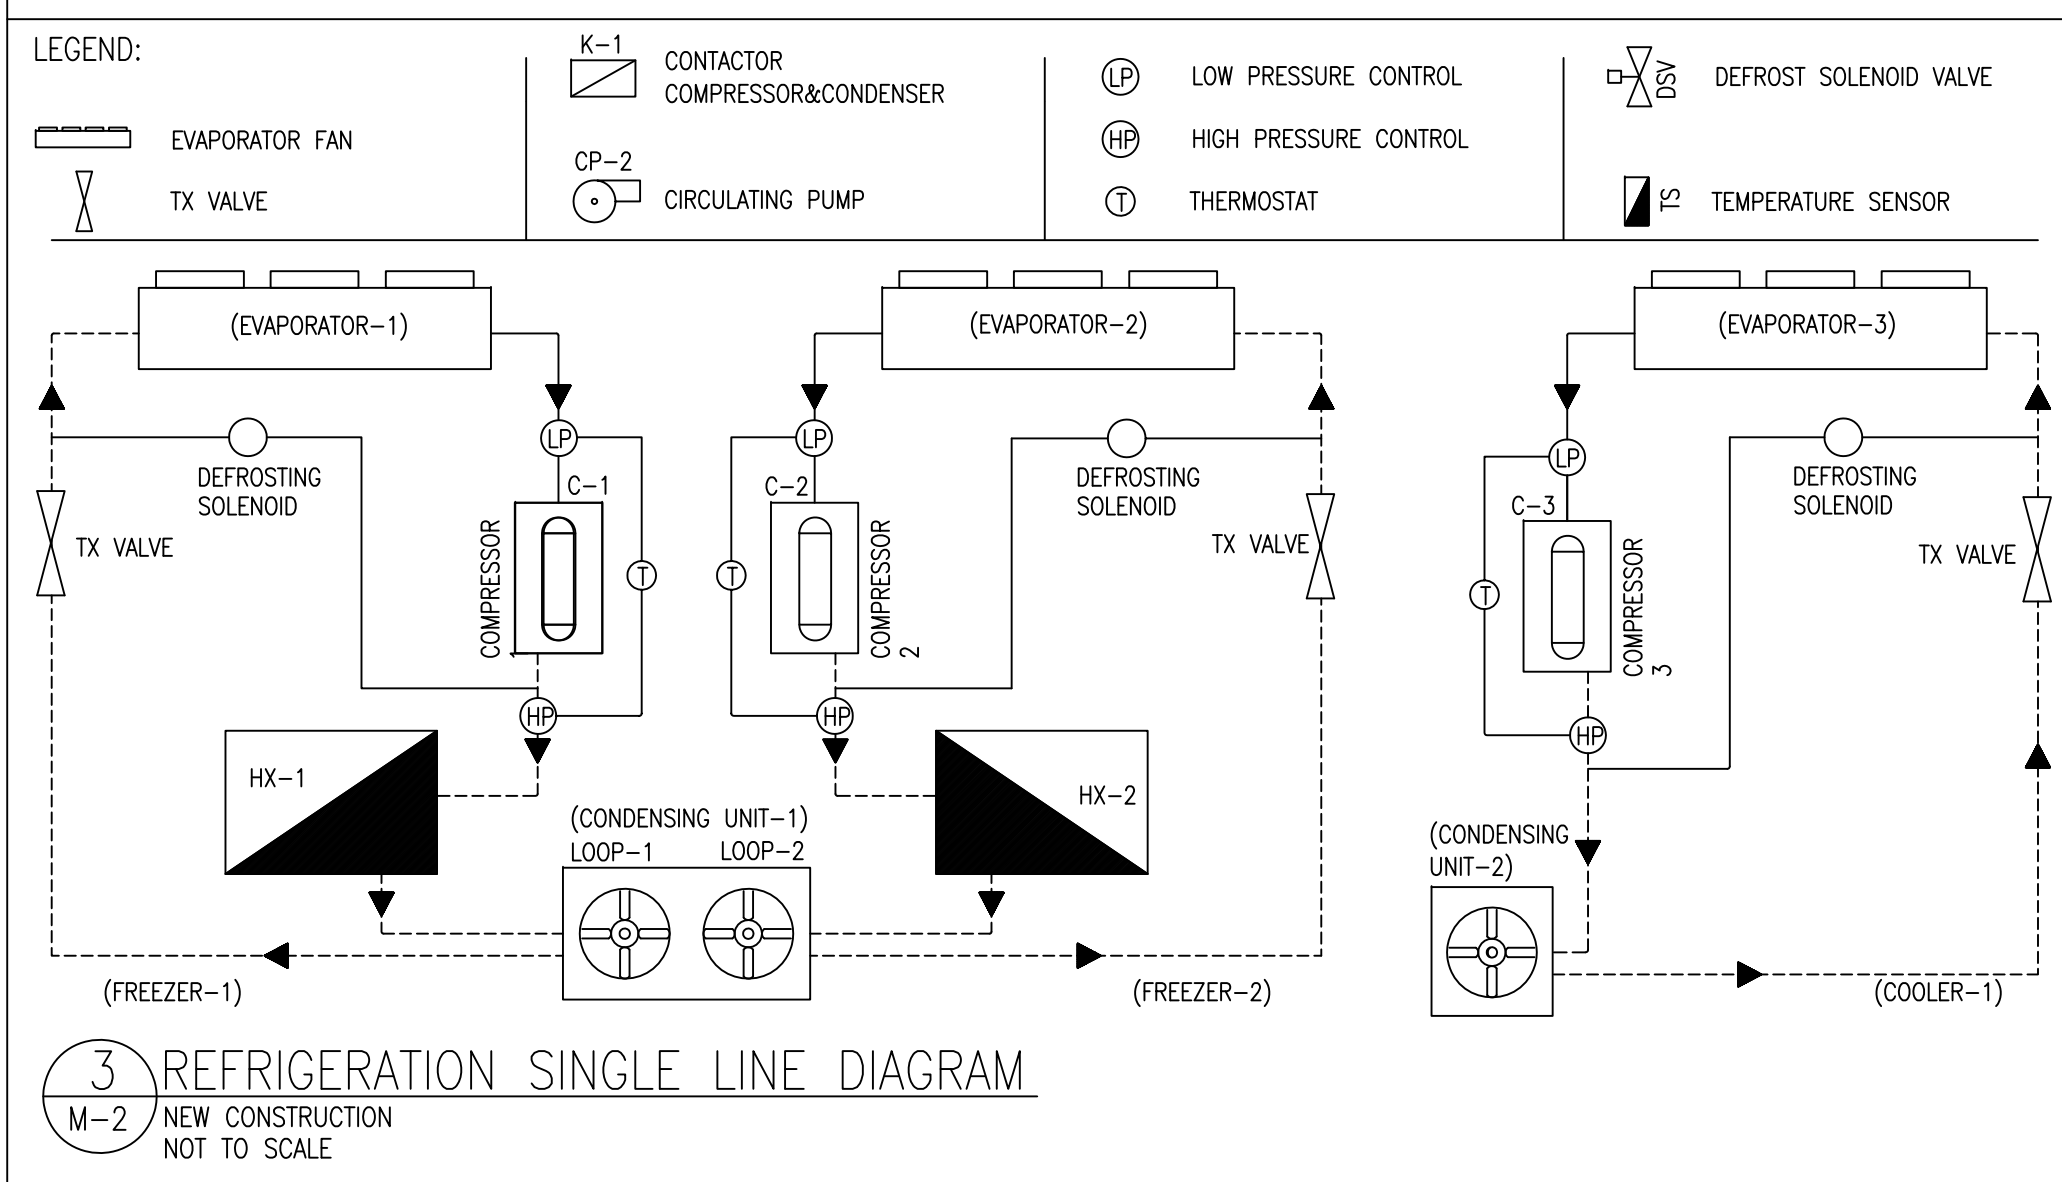 LEGEND:
EVAPORATOR FAN
TX VALVE
K-1
CONTACTOR
COMPRESSOR&CONDENSER
CP-2
CIRCULATING PUMP
LP
LOW PRESSURE CONTROL
HP
HIGH PRESSURE CONTROL
T
THERMOSTAT
DSV
DEFROST SOLENOID VALVE
TS
TEMPERATURE SENSOR
(EVAPORATOR-1)
LP
DEFROSTING
SOLENOID
C-1
TX VALVE
COMPRESSOR
1
T
HP
HX-1
(FREEZER-1)
(EVAPORATOR-2)
LP
DEFROSTING
SOLENOID
C-2
TX VALVE
COMPRESSOR
2
T
HP
HX-2
(CONDENSING UNIT-1)
LOOP-1
LOOP-2
(FREEZER-2)
(EVAPORATOR-3)
LP
DEFROSTING
SOLENOID
C-3
TX VALVE
COMPRESSOR
3
T
HP
(CONDENSING
UNIT-2)
(COOLER-1)
3
M-2
REFRIGERATION SINGLE LINE DIAGRAM
NEW CONSTRUCTION
NOT TO SCALE